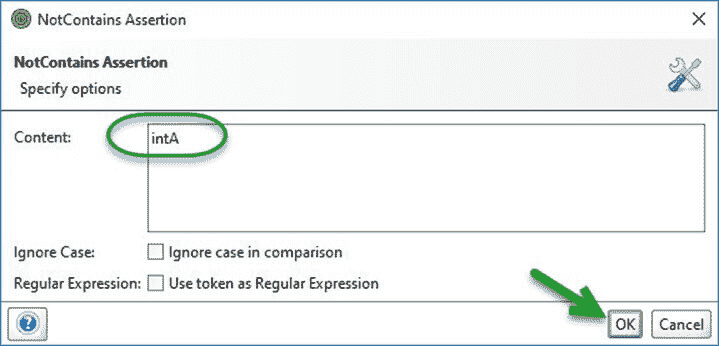 NotContains Assertion
NotContains Assertion
Specify options
Content:
intA
Ignore Case: Ignore case in comparison
Regular Expression: Use token as Regular Expression
? OK Cancel